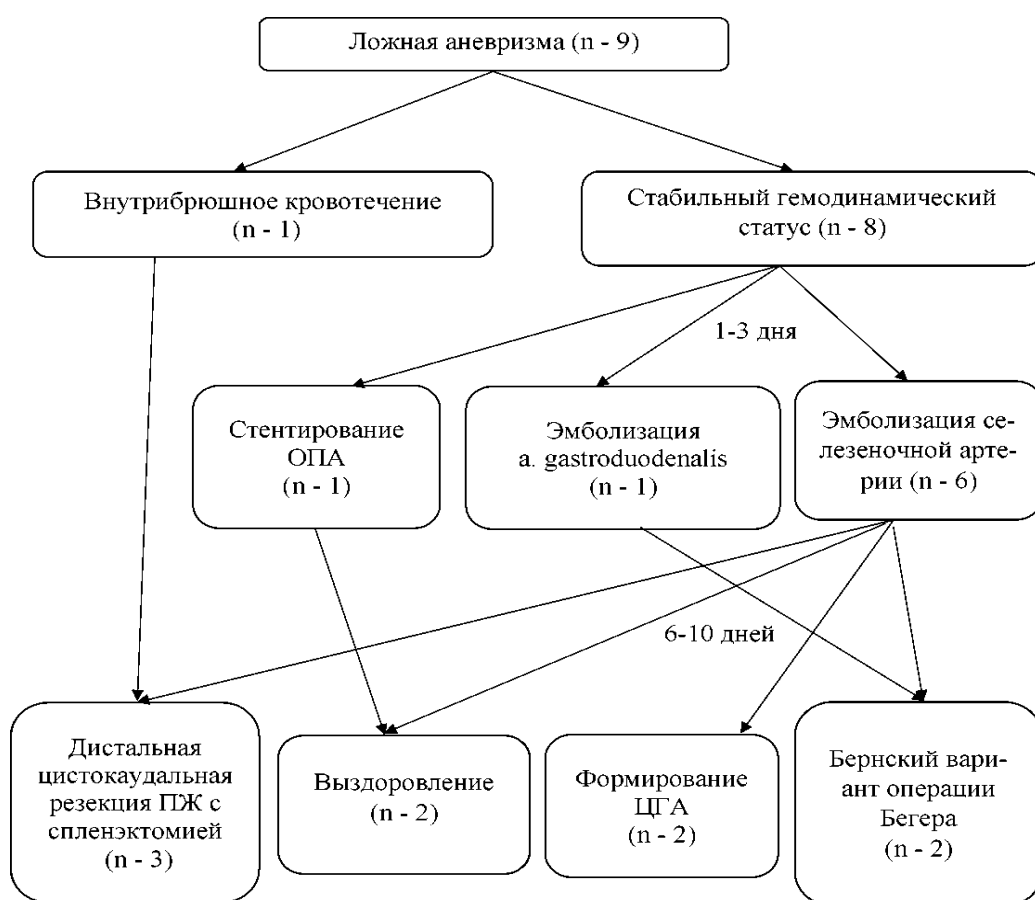 Ложная аневризма (n - 9)
Внутрибрюшное кровотечение
(n - 1)
Стабильный гемодинамический
статус (n - 8)
1-3 дня
Стентирование
ОПА
(n - 1)
Эмболизация
a. gastroduodenalis
(n - 1)
Эмболизация се-
лезеночной арте-
рии (n - 6)
6-10 дней
Дистальная
цистокаудальная
резекция ПЖ с
спленэктомией
(n - 3)
Выздоровление
(n - 2)
Формирование
ЦГА
(n - 2)
Бернский вари-
ант операции
Бегера
(n - 2)